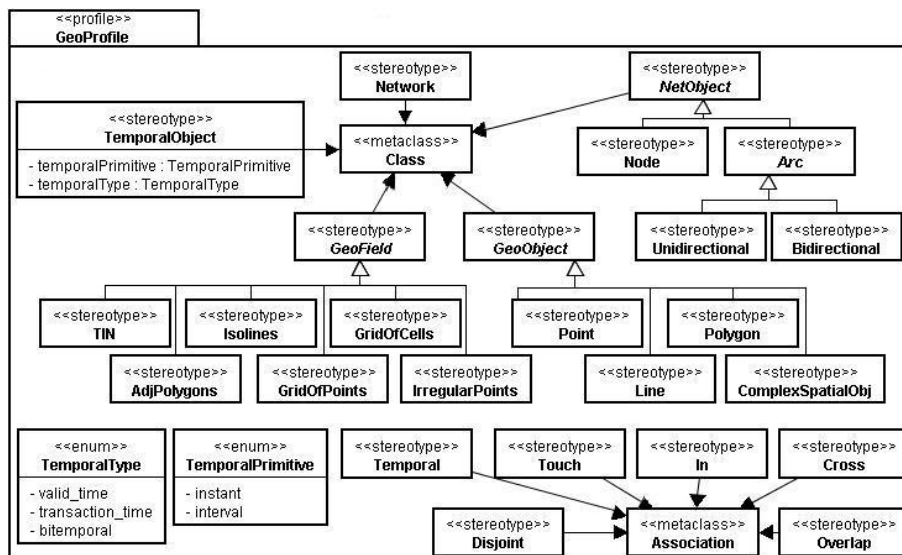 <<profile>>
GeoProfile
<<stereotype>>
Network
<<stereotype>>
NetObject
<<stereotype>>
TemporalObject
- temporalPrimitive : TemporalPrimitive
- temporalType : TemporalType
<<metaclass>>
Class
<<stereotype>>
Node
<<stereotype>>
Arc
<<stereotype>>
GeoField
<<stereotype>>
GeoObject
<<stereotype>>
Unidirectional
<<stereotype>>
Bidirectional
<<stereotype>>
TIN
<<stereotype>>
Isolines
<<stereotype>>
GridOfCells
<<stereotype>>
Point
<<stereotype>>
Polygon
<<stereotype>>
AdjPolygons
<<stereotype>>
GridOfPoints
<<stereotype>>
IrregularPoints
<<stereotype>>
Line
<<stereotype>>
ComplexSpatialObj
<<enum>>
TemporalType
- valid_time
- transaction_time
- bitemporal
<<enum>>
TemporalPrimitive
- instant
- interval
<<stereotype>>
Temporal
<<stereotype>>
Touch
<<stereotype>>
In
<<stereotype>>
Cross
<<stereotype>>
Disjoint
<<metaclass>>
Association
<<stereotype>>
Overlap